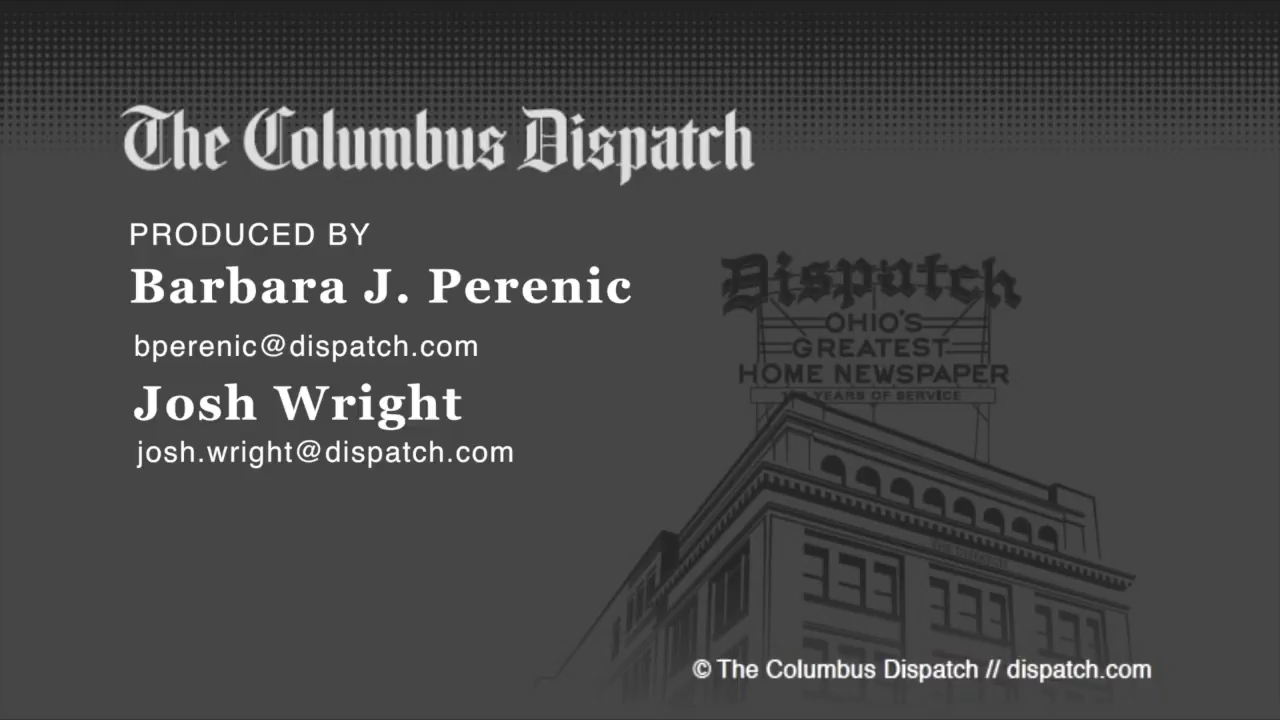 The Columbus Dispatch
PRODUCED BY
Barbara J. Perenic
bperenic@dispatch.com
Josh Wright
josh.wright@dispatch.com
Dispatch
OHIO'S
GREATEST
HOME NEWSPAPER
YEARS OF SERVICE
© The Columbus Dispatch // dispatch.com